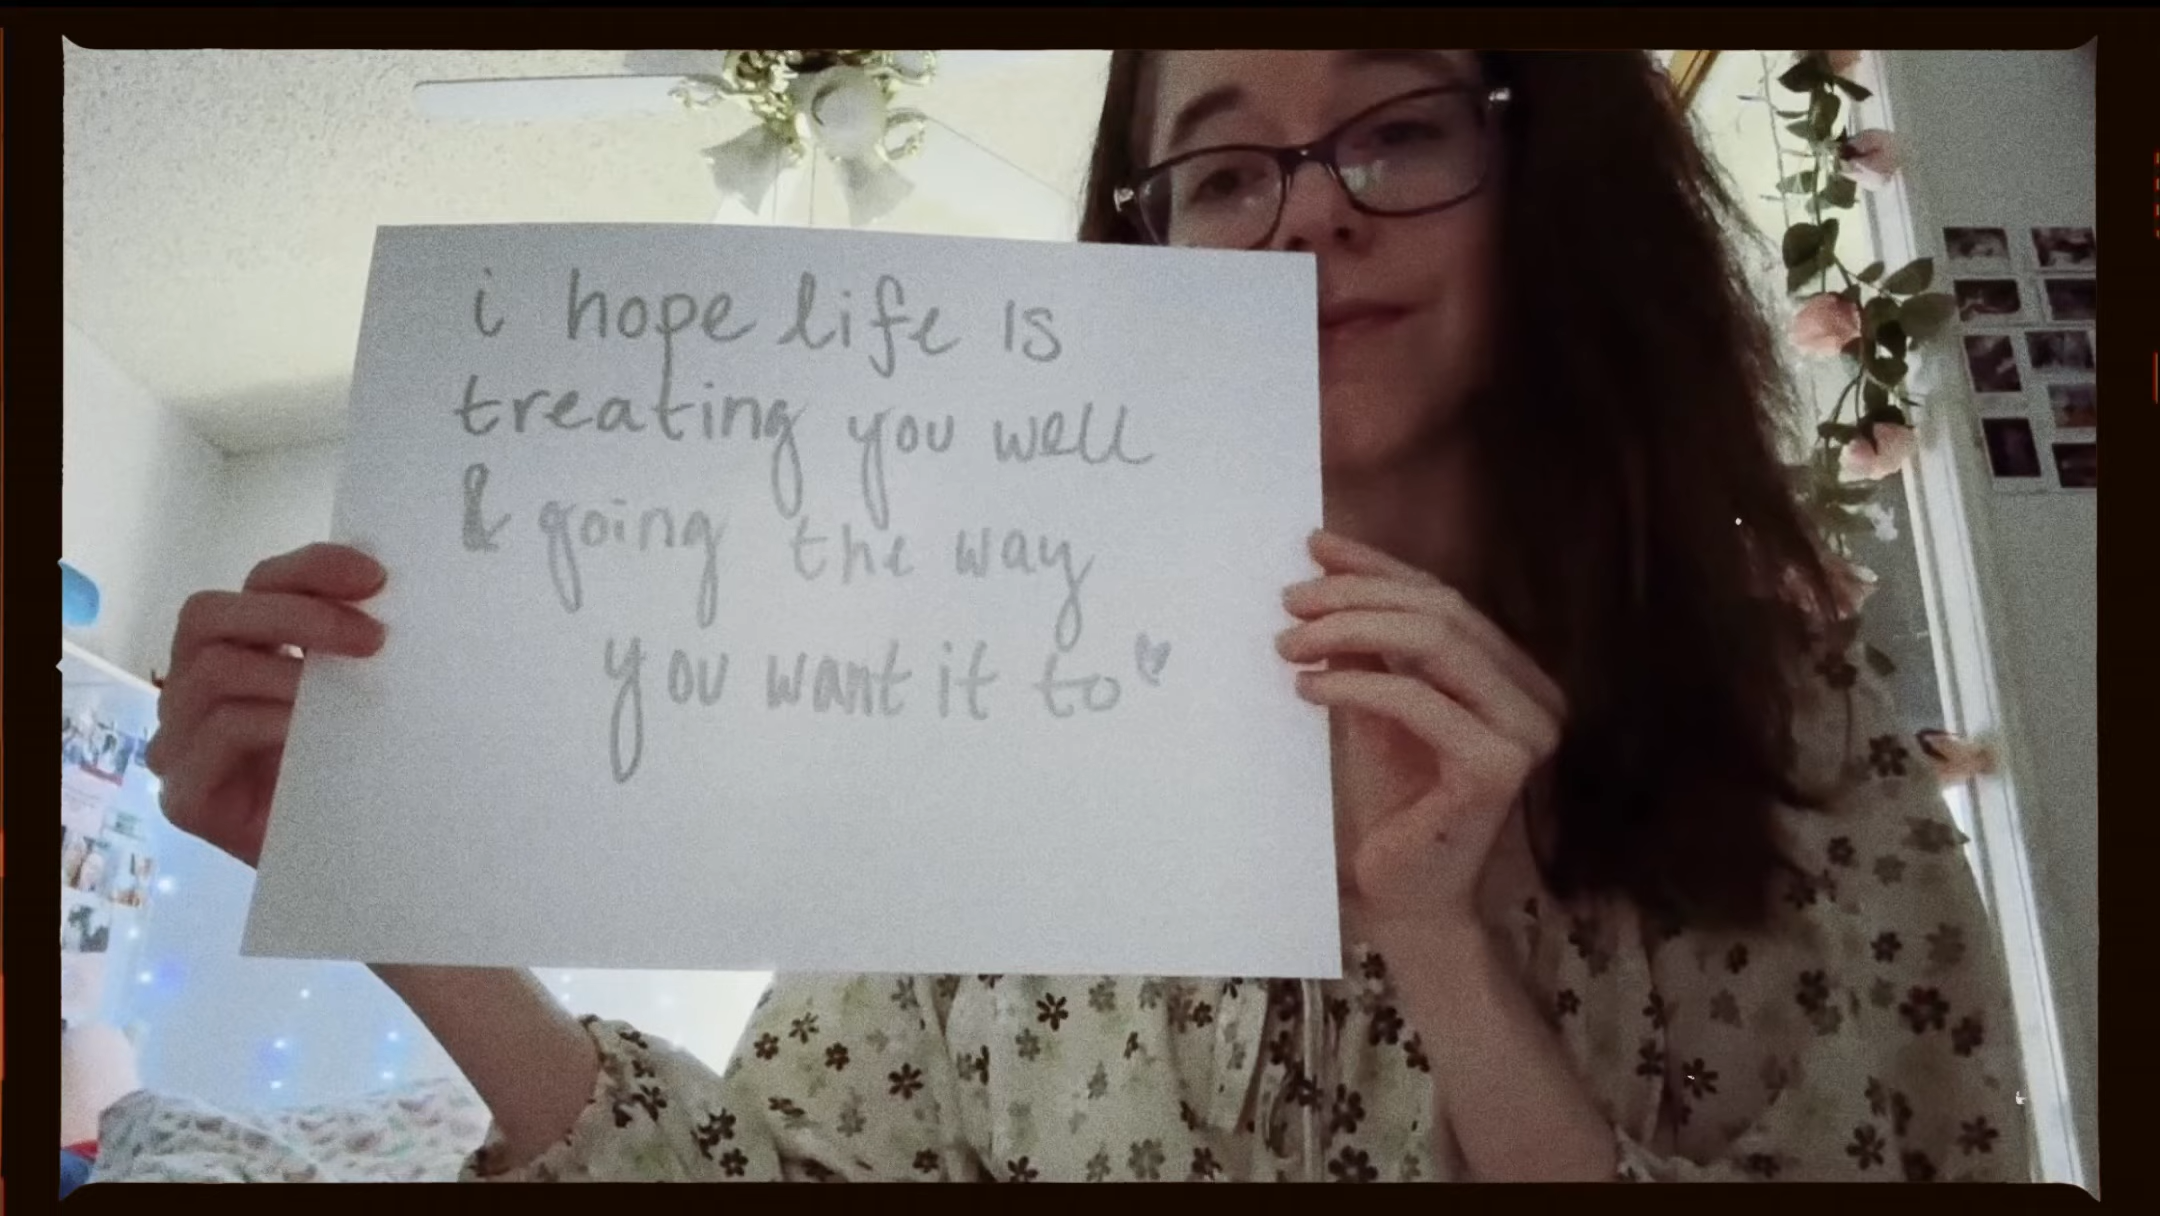 i hope life is
treating you well
& going the way
you want it to ♥